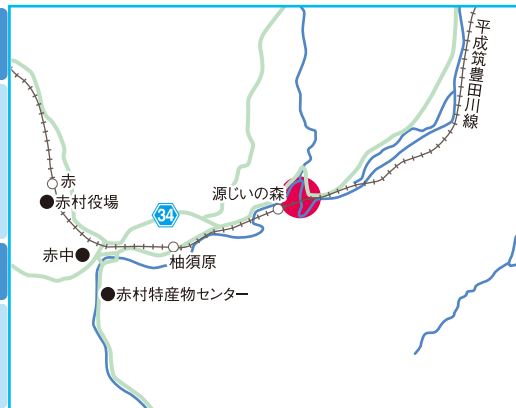 平成筑豊田川線
赤
赤村役場
源じいの森
34
赤中
柚須原
赤村特産物センター